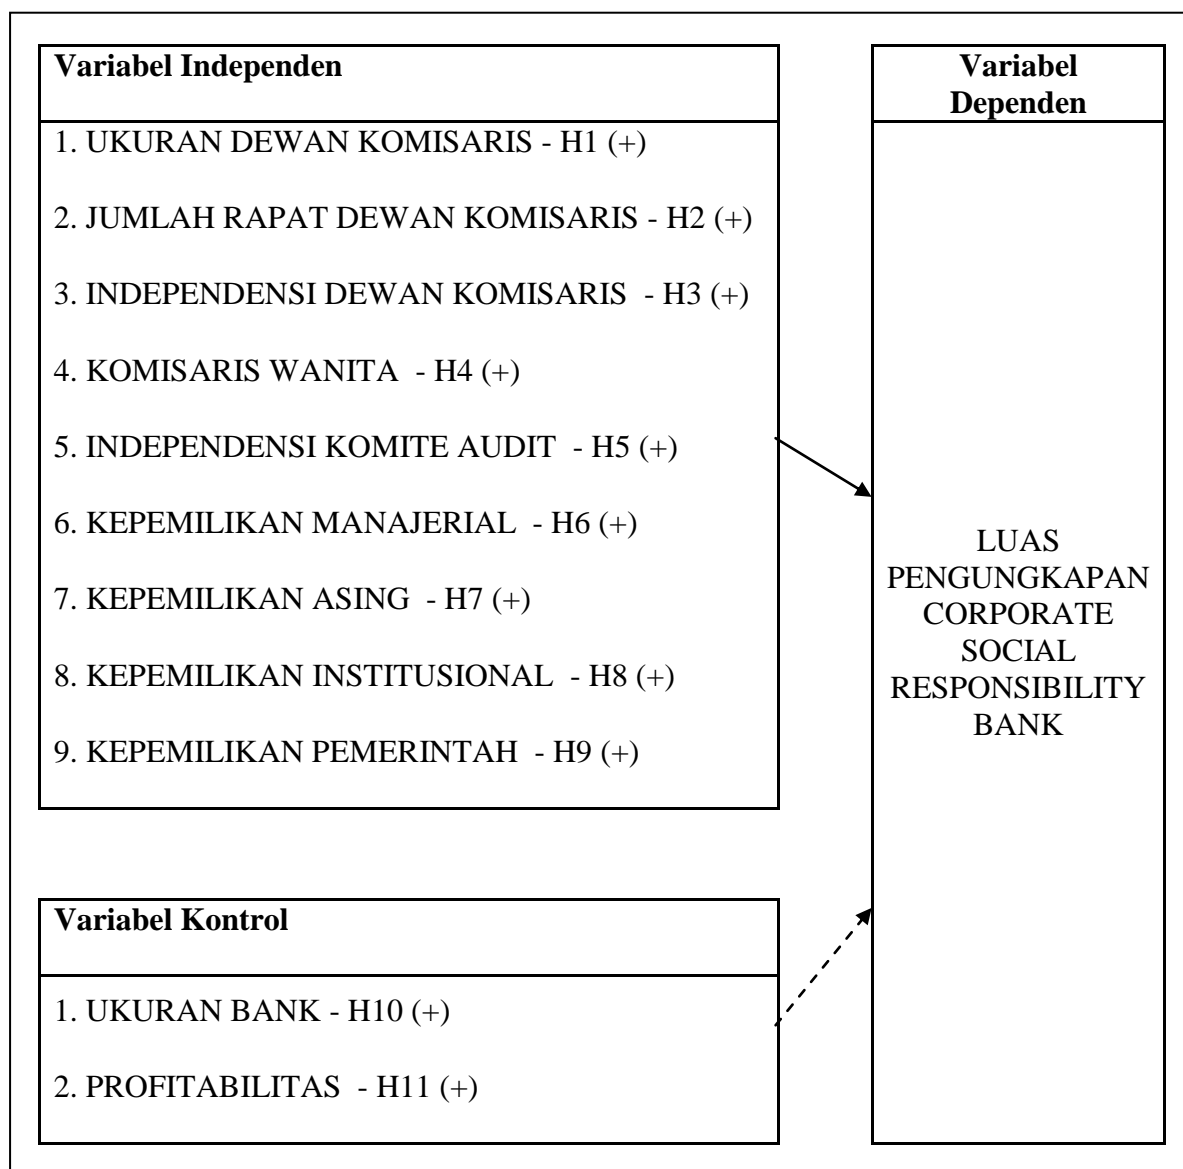 Variabel Independen
1. UKURAN DEWAN KOMISARIS - H1 (+)
2. JUMLAH RAPAT DEWAN KOMISARIS - H2 (+)
3. INDEPENDENSI DEWAN KOMISARIS - H3 (+)
4. KOMISARIS WANITA - H4 (+)
5. INDEPENDENSI KOMITE AUDIT - H5 (+)
6. KEPEMILIKAN MANAJERIAL - H6 (+)
7. KEPEMILIKAN ASING - H7 (+)
8. KEPEMILIKAN INSTITUSIONAL - H8 (+)
9. KEPEMILIKAN PEMERINTAH - H9 (+)
Variabel Kontrol
1. UKURAN BANK - H10 (+)
2. PROFITABILITAS - H11 (+)
Variabel
Dependen
LUAS
PENGUNGKAPAN
CORPORATE
SOCIAL
RESPONSIBILITY
BANK